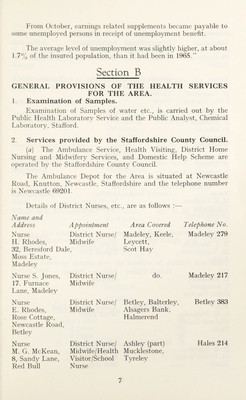 From October, earnings related supplements became payable to
some unemployed persons in receipt of unemployment benefit.
The average level of unemployment was slightly higher, at about
1.7% of the insured population, than it had been in 1965."
Section B
GENERAL PROVISIONS OF THE HEALTH SERVICES
FOR THE AREA.
1. Examination of Samples.
Examination of Samples of water etc., is carried out by the
Public Health Laboratory Service and the Public Analyst, Chemical
Laboratory, Stafford.
2. Services provided by the Staffordshire County Council.
(a) The Ambulance Service, Health Visiting, District Home
Nursing and Midwifery Services, and Domestic Help Scheme are
operated by the Staffordshire County Council.
The Ambulance Depot for the Area is situated at Newcastle
Road, Knutton, Newcastle, Staffordshire and the telephone number
is Newcastle 69201.
Details of District Nurses, etc., are as follows :—
Name and
Address Appointment Area Covered Telephone No.
Nurse District Nurse/ Madeley, Keele, Madeley 279
H. Rhodes, Midwife Leycett,
32, Beresford Dale, Scot Hay
Moss Estate,
Madeley
Nurse S. Jones, District Nurse/ do. Madeley 217
17, Furnace Midwife
Lane, Madeley
Nurse District Nurse/ Betley, Balterley, Betley 383
E. Rhodes, Midwife Alsagers Bank,
Rose Cottage, Halmerend
Newcastle Road,
Betley
Nurse District Nurse/ Ashley (part) Hales 214
M. G. McKean, Midwife/Health Mucklestone,
8, Sandy Lane, Visitor/School Tyreley
Red Bull Nurse
7